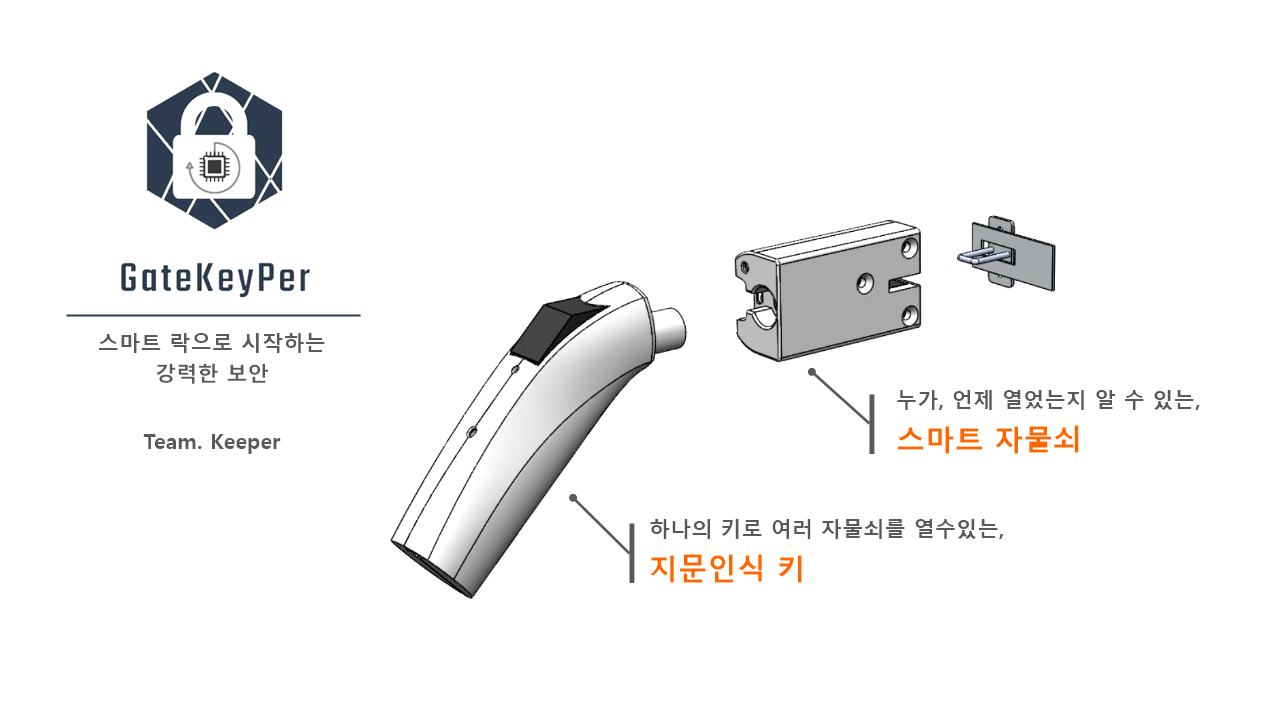 GateKeyPer
스마트 락으로 시작하는
강력한 보안
Team. Keeper
누가, 언제 열었는지 알 수 있는,
스마트 자물쇠
하나의 키로 여러 자물쇠를 열수있는,
지문인식 키